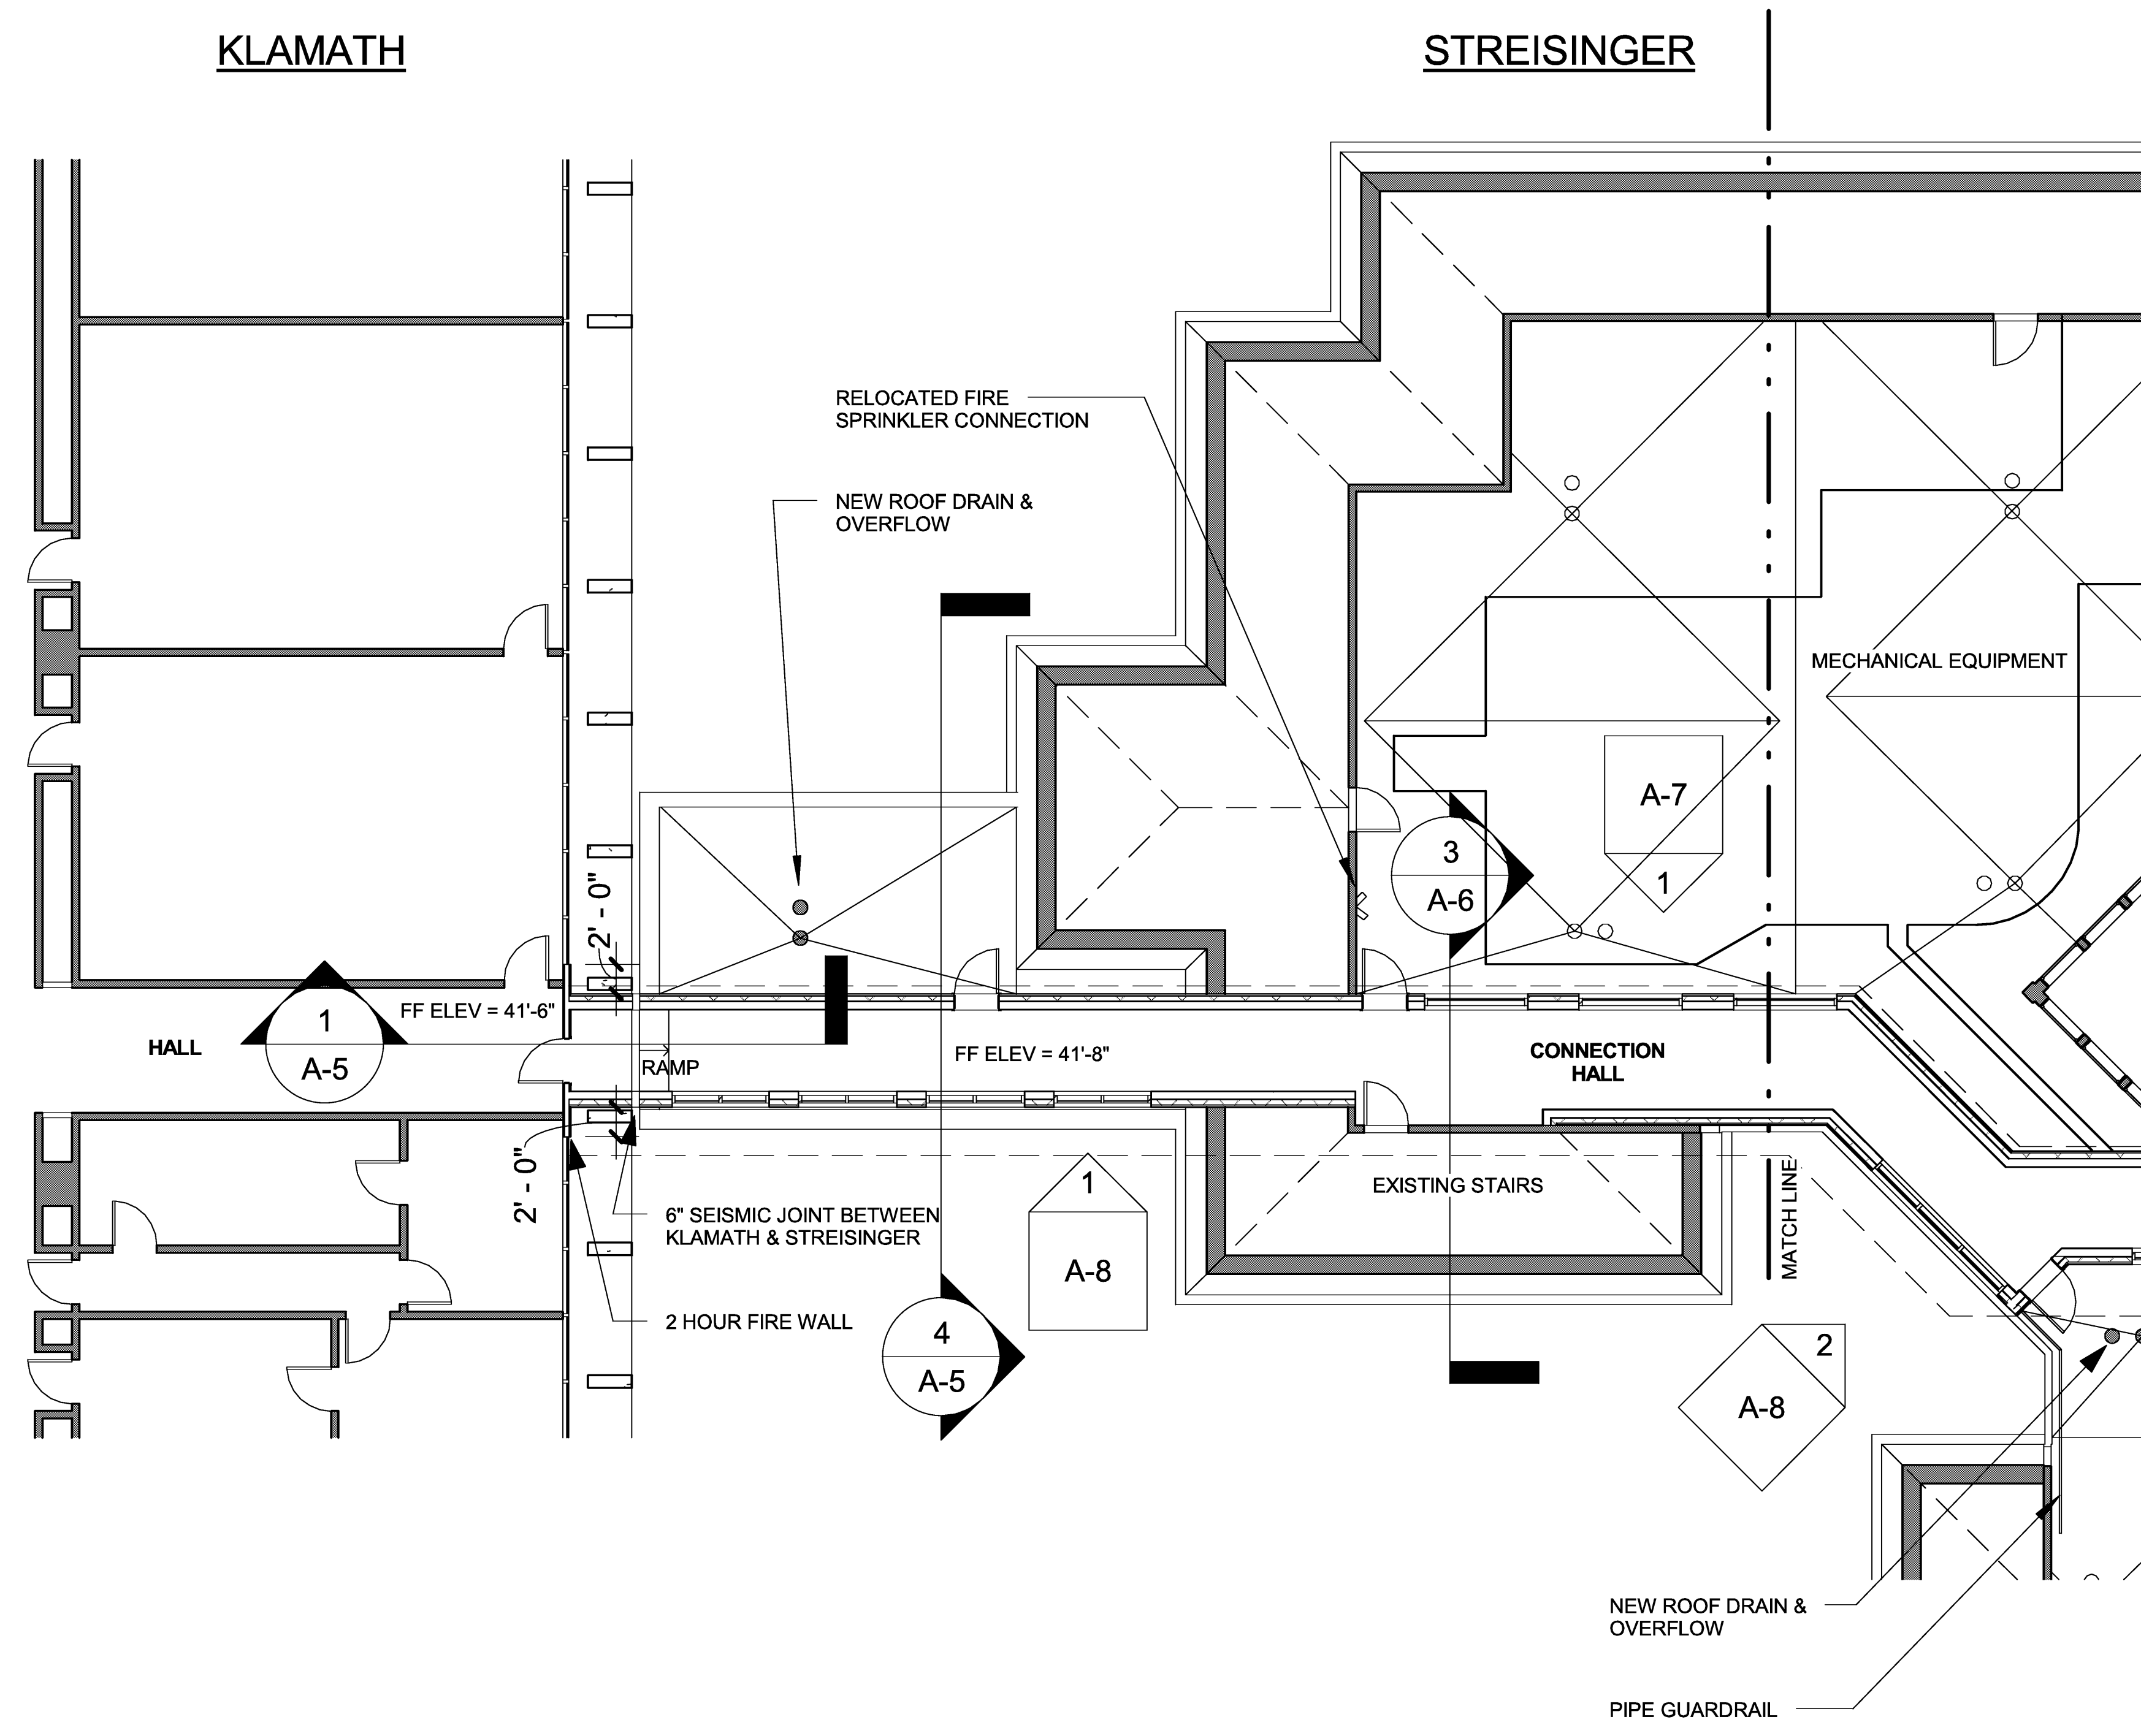 KLAMATH
STREISINGER
RELOCATED FIRE
SPRINKLER CONNECTION
NEW ROOF DRAIN &
OVERFLOW
MECHANICAL EQUIPMENT
A-7
1
3
A-6
2' - 0"
FF ELEV = 41'-6"
1
A-5
HALL
RAMP
FF ELEV = 41'-8"
CONNECTION
HALL
2' - 0"
EXISTING STAIRS
MATCH LINE
1
A-8
6" SEISMIC JOINT BETWEEN
KLAMATH & STREISINGER
2 HOUR FIRE WALL
4
A-5
2
A-8
NEW ROOF DRAIN &
OVERFLOW
PIPE GUARDRAIL